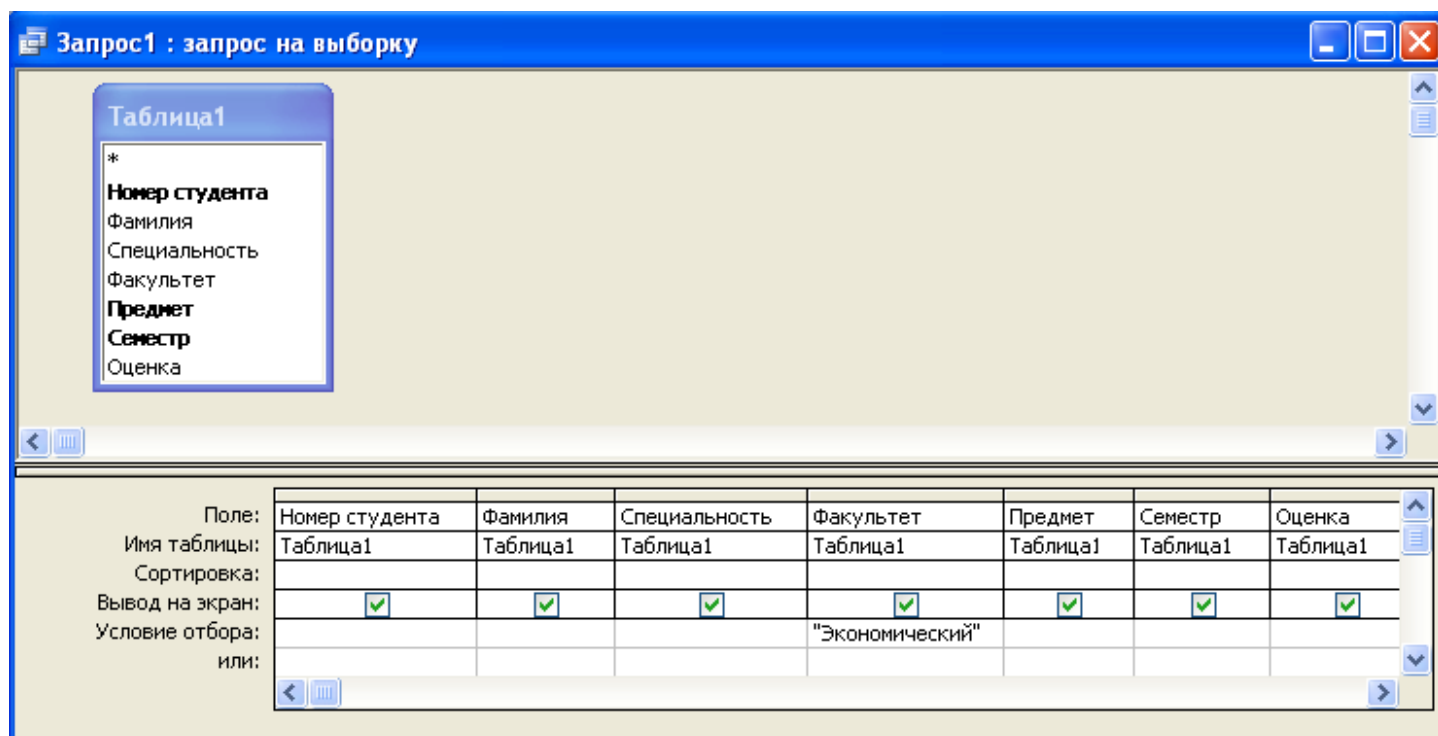 Запрос1 : запрос на выборку
Таблица1
*
Номер студента
Фамилия
Специальность
Факультет
Предмет
Семестр
Оценка
Поле: Номер студента Фамилия Специальность Факультет Предмет Семестр Оценка
Имя таблицы: Таблица1 Таблица1 Таблица1 Таблица1 Таблица1 Таблица1 Таблица1
Сортировка:
Вывод на экран:
Условие отбора: "Экономический"
или: